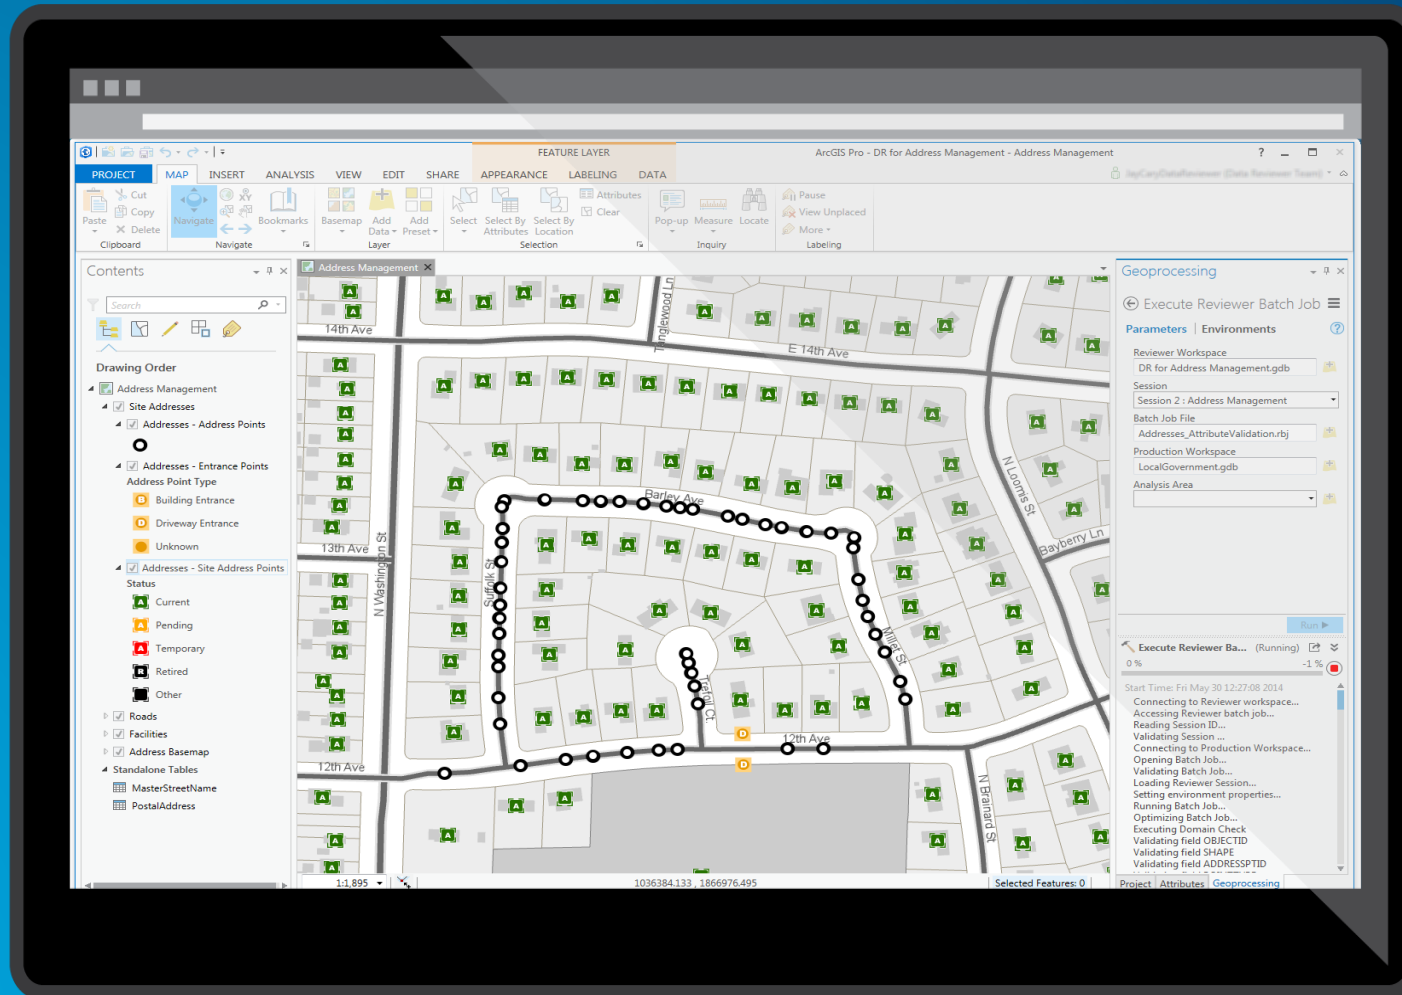 FEATURE LAYER
ArcGIS Pro - DR for Address Management - Address Management
PROJECT MAP INSERT ANALYSIS VIEW EDIT SHARE APPEARANCE LABELING DATA
JayCaryDataReviewer (Data Reviewer Team)
Paste
Cut
Copy
Delete
Clipboard
Navigate
XY
Bookmarks
Navigate
Basemap
Add Data
Add Preset
Layer
Select
Select By Attributes
Select By Location
Attributes
Clear
Selection
Pop-up
Measure
Locate
Inquiry
Pause
View Unplaced
More
Labeling
Contents
Search
Drawing Order
Address Management
Site Addresses
Addresses - Address Points
Addresses - Entrance Points
Address Point Type
B Building Entrance
D Driveway Entrance
Unknown
Addresses - Site Address Points
Status
A Current
A Pending
A Temporary
R Retired
Other
Roads
Facilities
Address Basemap
Standalone Tables
MasterStreetName
PostalAddress
Address Management
14th Ave
Tanglewood Ln
E 14th Ave
N Loomis St
Barley Ave
Bayberry Ln
13th Ave
N Washington St
Suffolk St
Millet St
Trefoil Ct.
12th Ave
12th Ave
N Brainard St
D
D
1:1,895
1036384.133 , 1866976.495
Selected Features: 0
Geoprocessing
Execute Reviewer Batch Job
Parameters | Environments
Reviewer Workspace
DR for Address Management.gdb
Session
Session 2 : Address Management
Batch Job File
Addresses_AttributeValidation.rbj
Production Workspace
LocalGovernment.gdb
Analysis Area
Run
Execute Reviewer Ba... (Running)
0 % -1 %
Start Time: Fri May 30 12:27:08 2014
Connecting to Reviewer workspace...
Accessing Reviewer batch job...
Reading Session ID...
Validating Session ...
Connecting to Production Workspace...
Opening Batch Job...
Validating Batch Job...
Loading Reviewer Session...
Setting environment properties...
Running Batch Job...
Optimizing Batch Job...
Executing Domain Check
Validating field OBJECTID
Validating field SHAPE
Validating field ADDRESSPTID
Project Attributes Geoprocessing